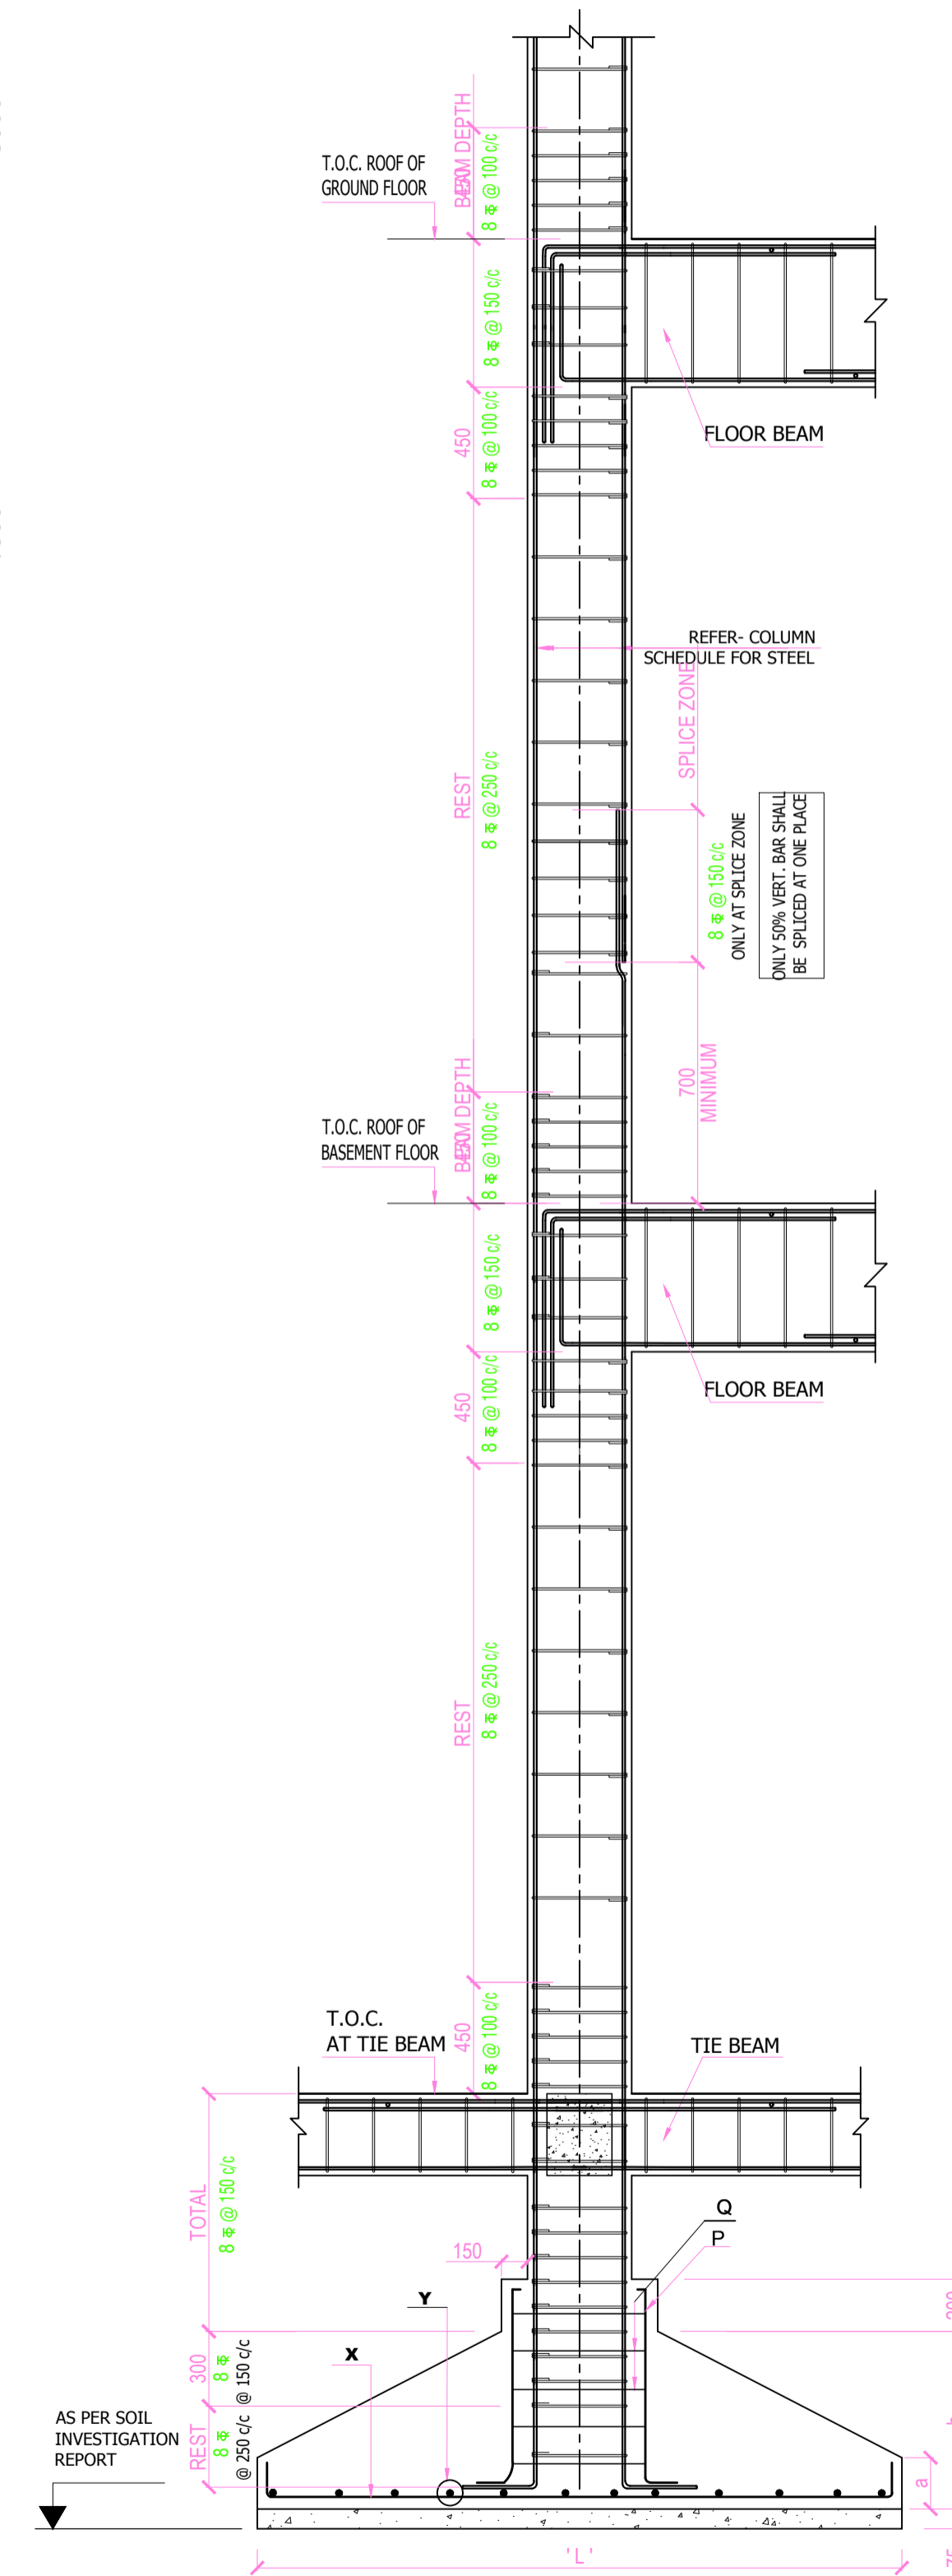 BEAM DEPTH
450
8 Φ @ 100 c/c
T.O.C. ROOF OF
GROUND FLOOR
8 Φ @ 150 c/c
FLOOR BEAM
450
8 Φ @ 100 c/c
REFER- COLUMN
SCHEDULE FOR STEEL
SPLICE ZONE
REST
8 Φ @ 250 c/c
8 Φ @ 150 c/c
ONLY AT SPLICE ZONE
ONLY 50% VERT. BAR SHALL
BE SPLICED AT ONE PLACE
700
MINIMUM
BEAM DEPTH
450
8 Φ @ 100 c/c
T.O.C. ROOF OF
BASEMENT FLOOR
8 Φ @ 150 c/c
FLOOR BEAM
450
8 Φ @ 100 c/c
REST
8 Φ @ 250 c/c
450
8 Φ @ 100 c/c
T.O.C.
AT TIE BEAM
TIE BEAM
TOTAL
8 Φ @ 150 c/c
Q
P
150
Y
X
300
8 Φ
@ 150 c/c
REST
8 Φ
@ 250 c/c
AS PER SOIL
INVESTIGATION
REPORT
a
'L'